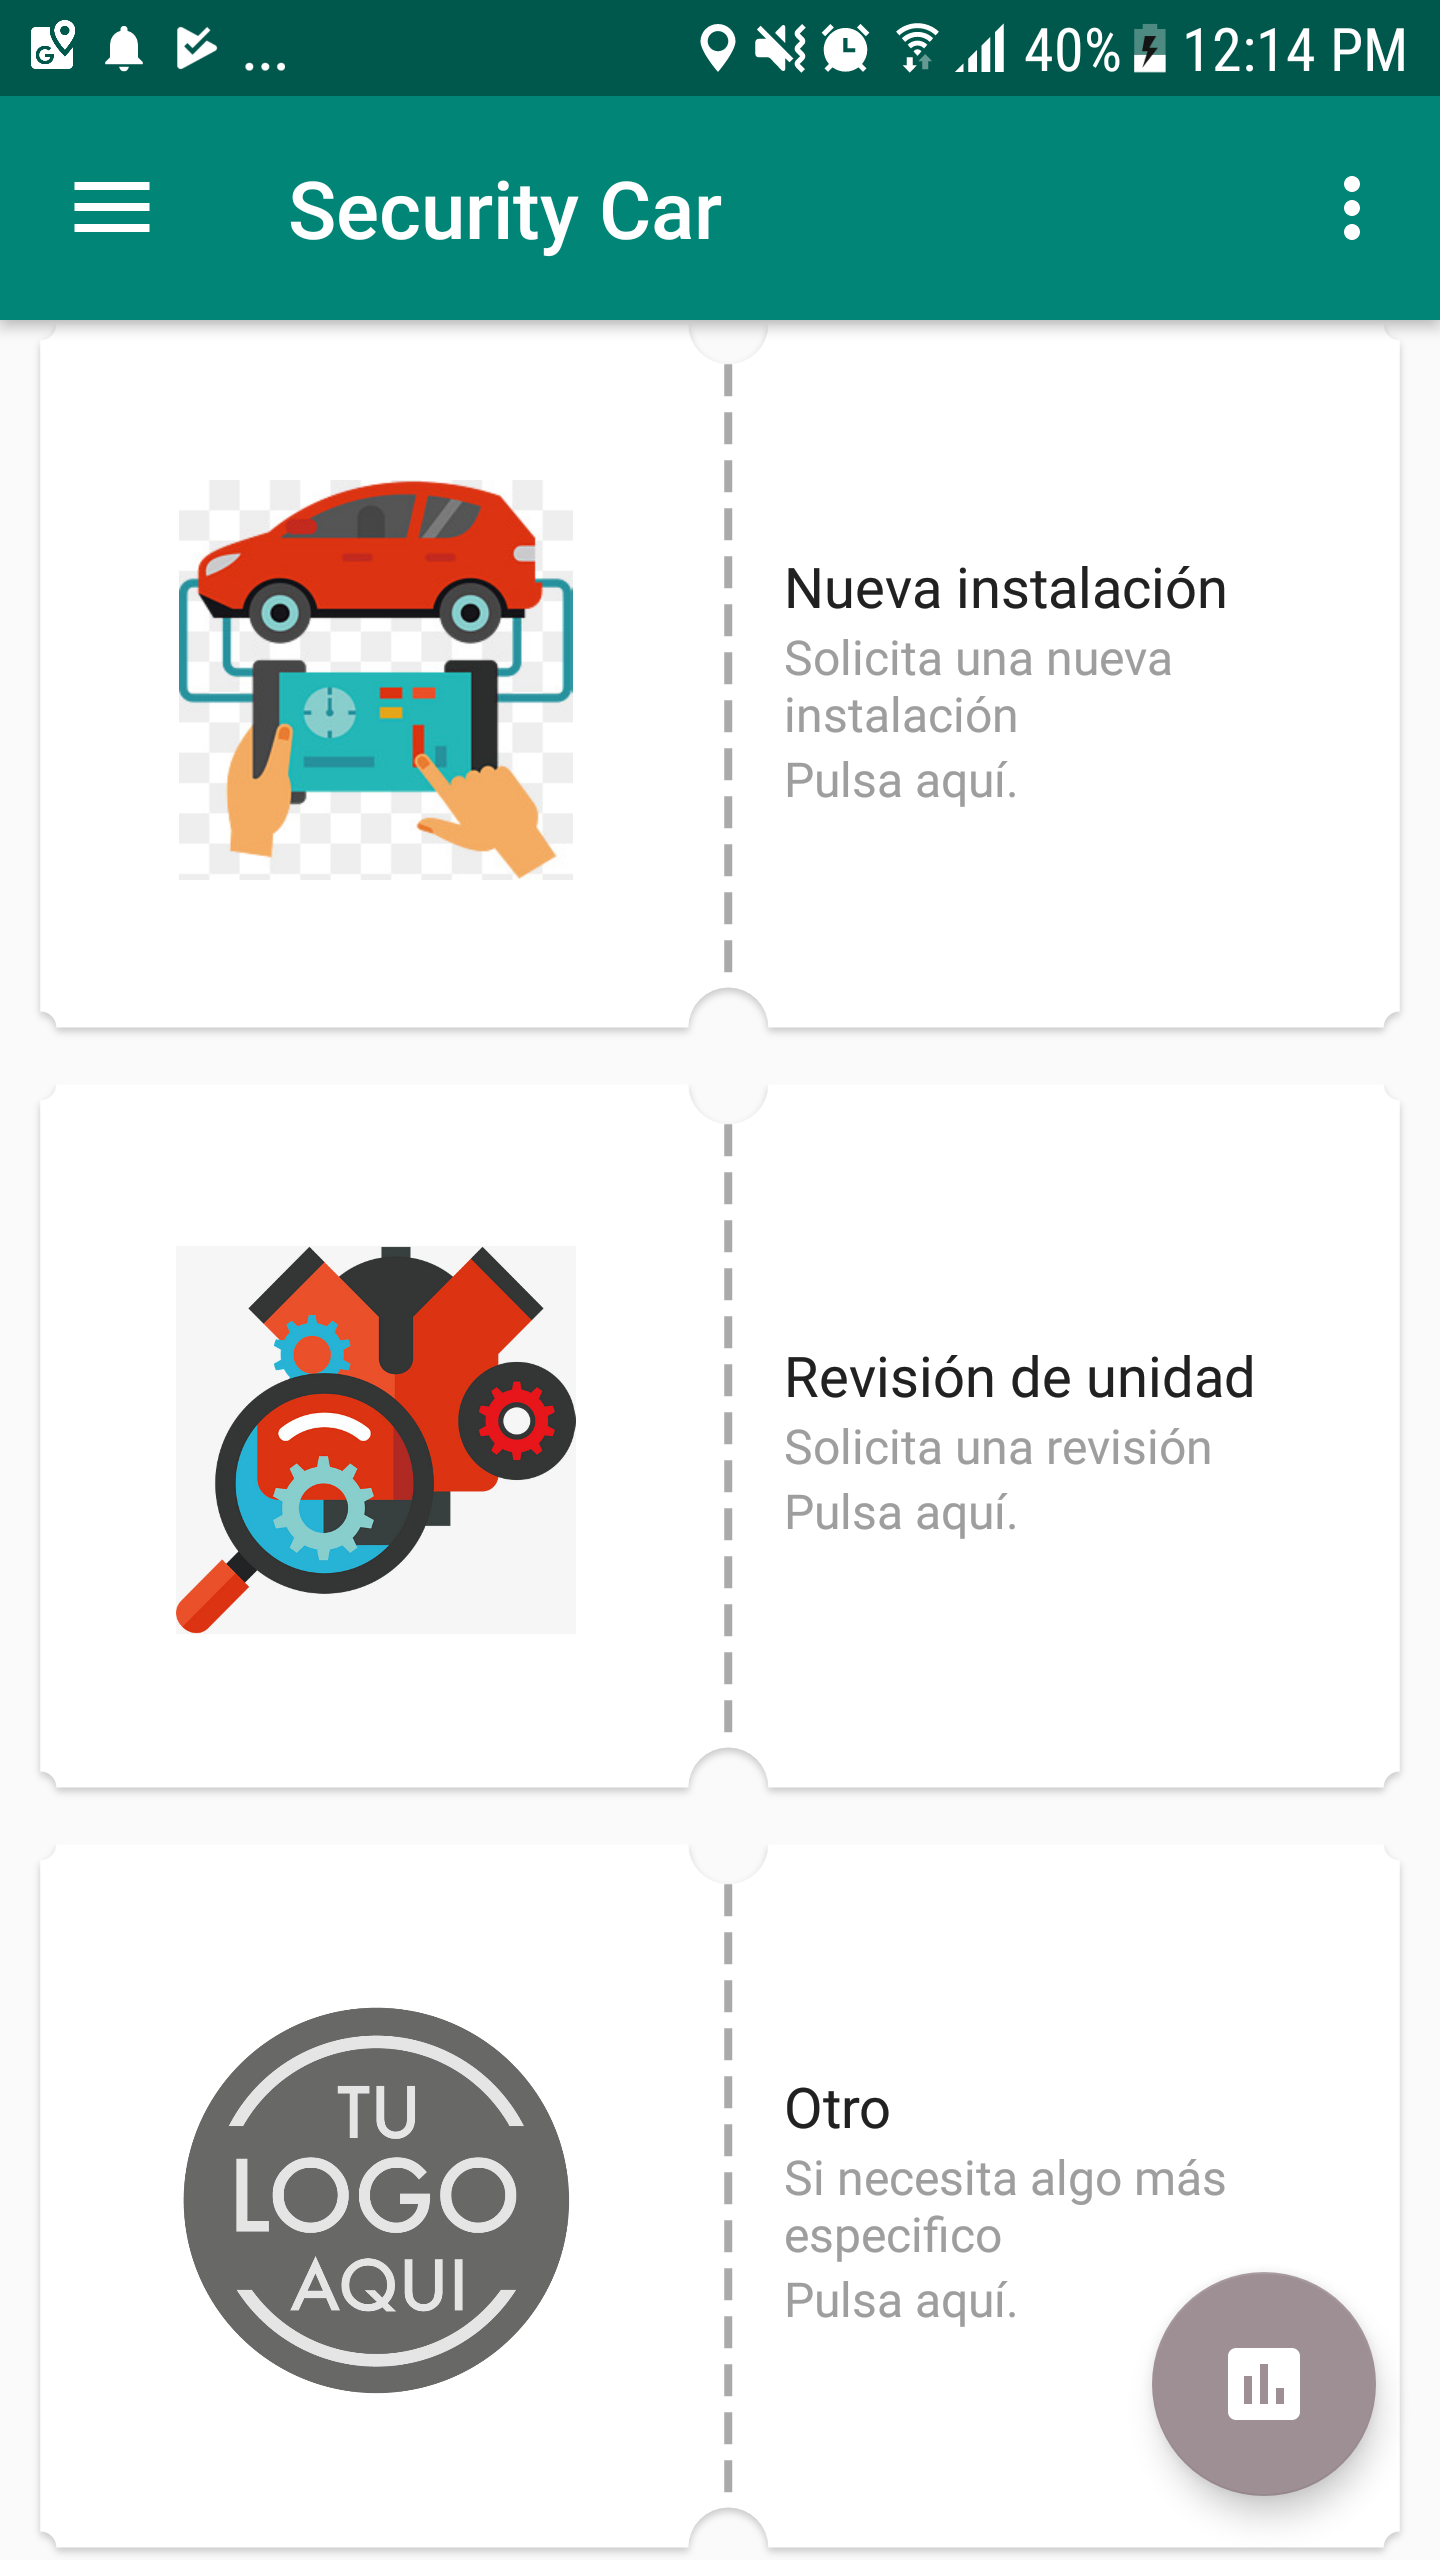 ... 40% 12:14 PM
Security Car
Nueva instalación
Solicita una nueva
instalación
Pulsa aquí.
Revisión de unidad
Solicita una revisión
Pulsa aquí.
TU
LOGO
AQUI
Otro
Si necesita algo más
especifico
Pulsa aquí.